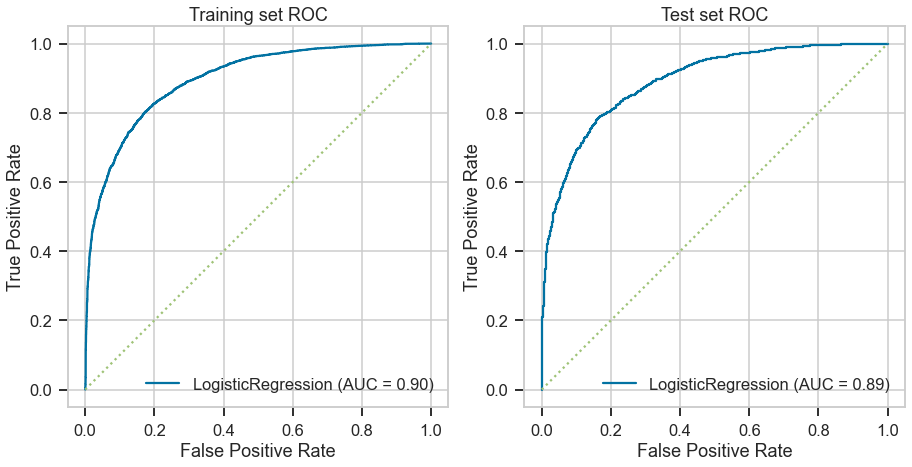 Training set ROC
True Positive Rate
1.0
0.8
0.6
0.4
0.2
0.0
LogisticRegression (AUC = 0.90)
0.0 0.2 0.4 0.6 0.8 1.0
False Positive Rate
Test set ROC
True Positive Rate
1.0
0.8
0.6
0.4
0.2
0.0
LogisticRegression (AUC = 0.89)
0.0 0.2 0.4 0.6 0.8 1.0
False Positive Rate